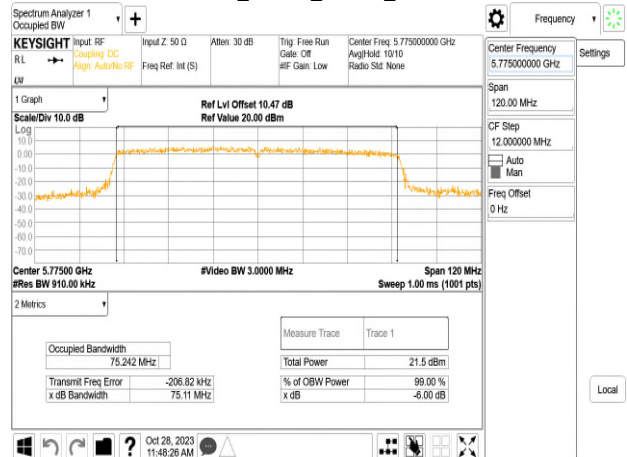 Spectrum Analyzer 1
Occupied BW
+
Frequency
KEYSIGHT
RL
Input: RF
Coupling: DC
Align: Auto/No RF
Input Z: 50 Ω
Freq Ref: Int (S)
Atten: 30 dB
Trig: Free Run
Gate: Off
#IF Gain: Low
Center Freq: 5.775000000 GHz
Avg|Hold: 10/10
Radio Std: None
Center Frequency
5.775000000 GHz
Settings
Span
120.00 MHz
CF Step
12.000000 MHz
Auto
Man
Freq Offset
0 Hz
Local
1 Graph
Scale/Div 10.0 dB
Ref Lvl Offset 10.47 dB
Ref Value 20.00 dBm
Log
10.0
0.00
-10.0
-20.0
-30.0
-40.0
-50.0
-60.0
-70.0
Center 5.77500 GHz
#Res BW 910.00 kHz
#Video BW 3.0000 MHz
Span 120 MHz
Sweep 1.00 ms (1001 pts)
2 Metrics
Measure Trace Trace 1
Occupied Bandwidth
75.242 MHz
Total Power 21.5 dBm
Transmit Freq Error -206.82 kHz
% of OBW Power 99.00 %
x dB Bandwidth 75.11 MHz
x dB -6.00 dB
?
Oct 28, 2023
11:48:26 AM